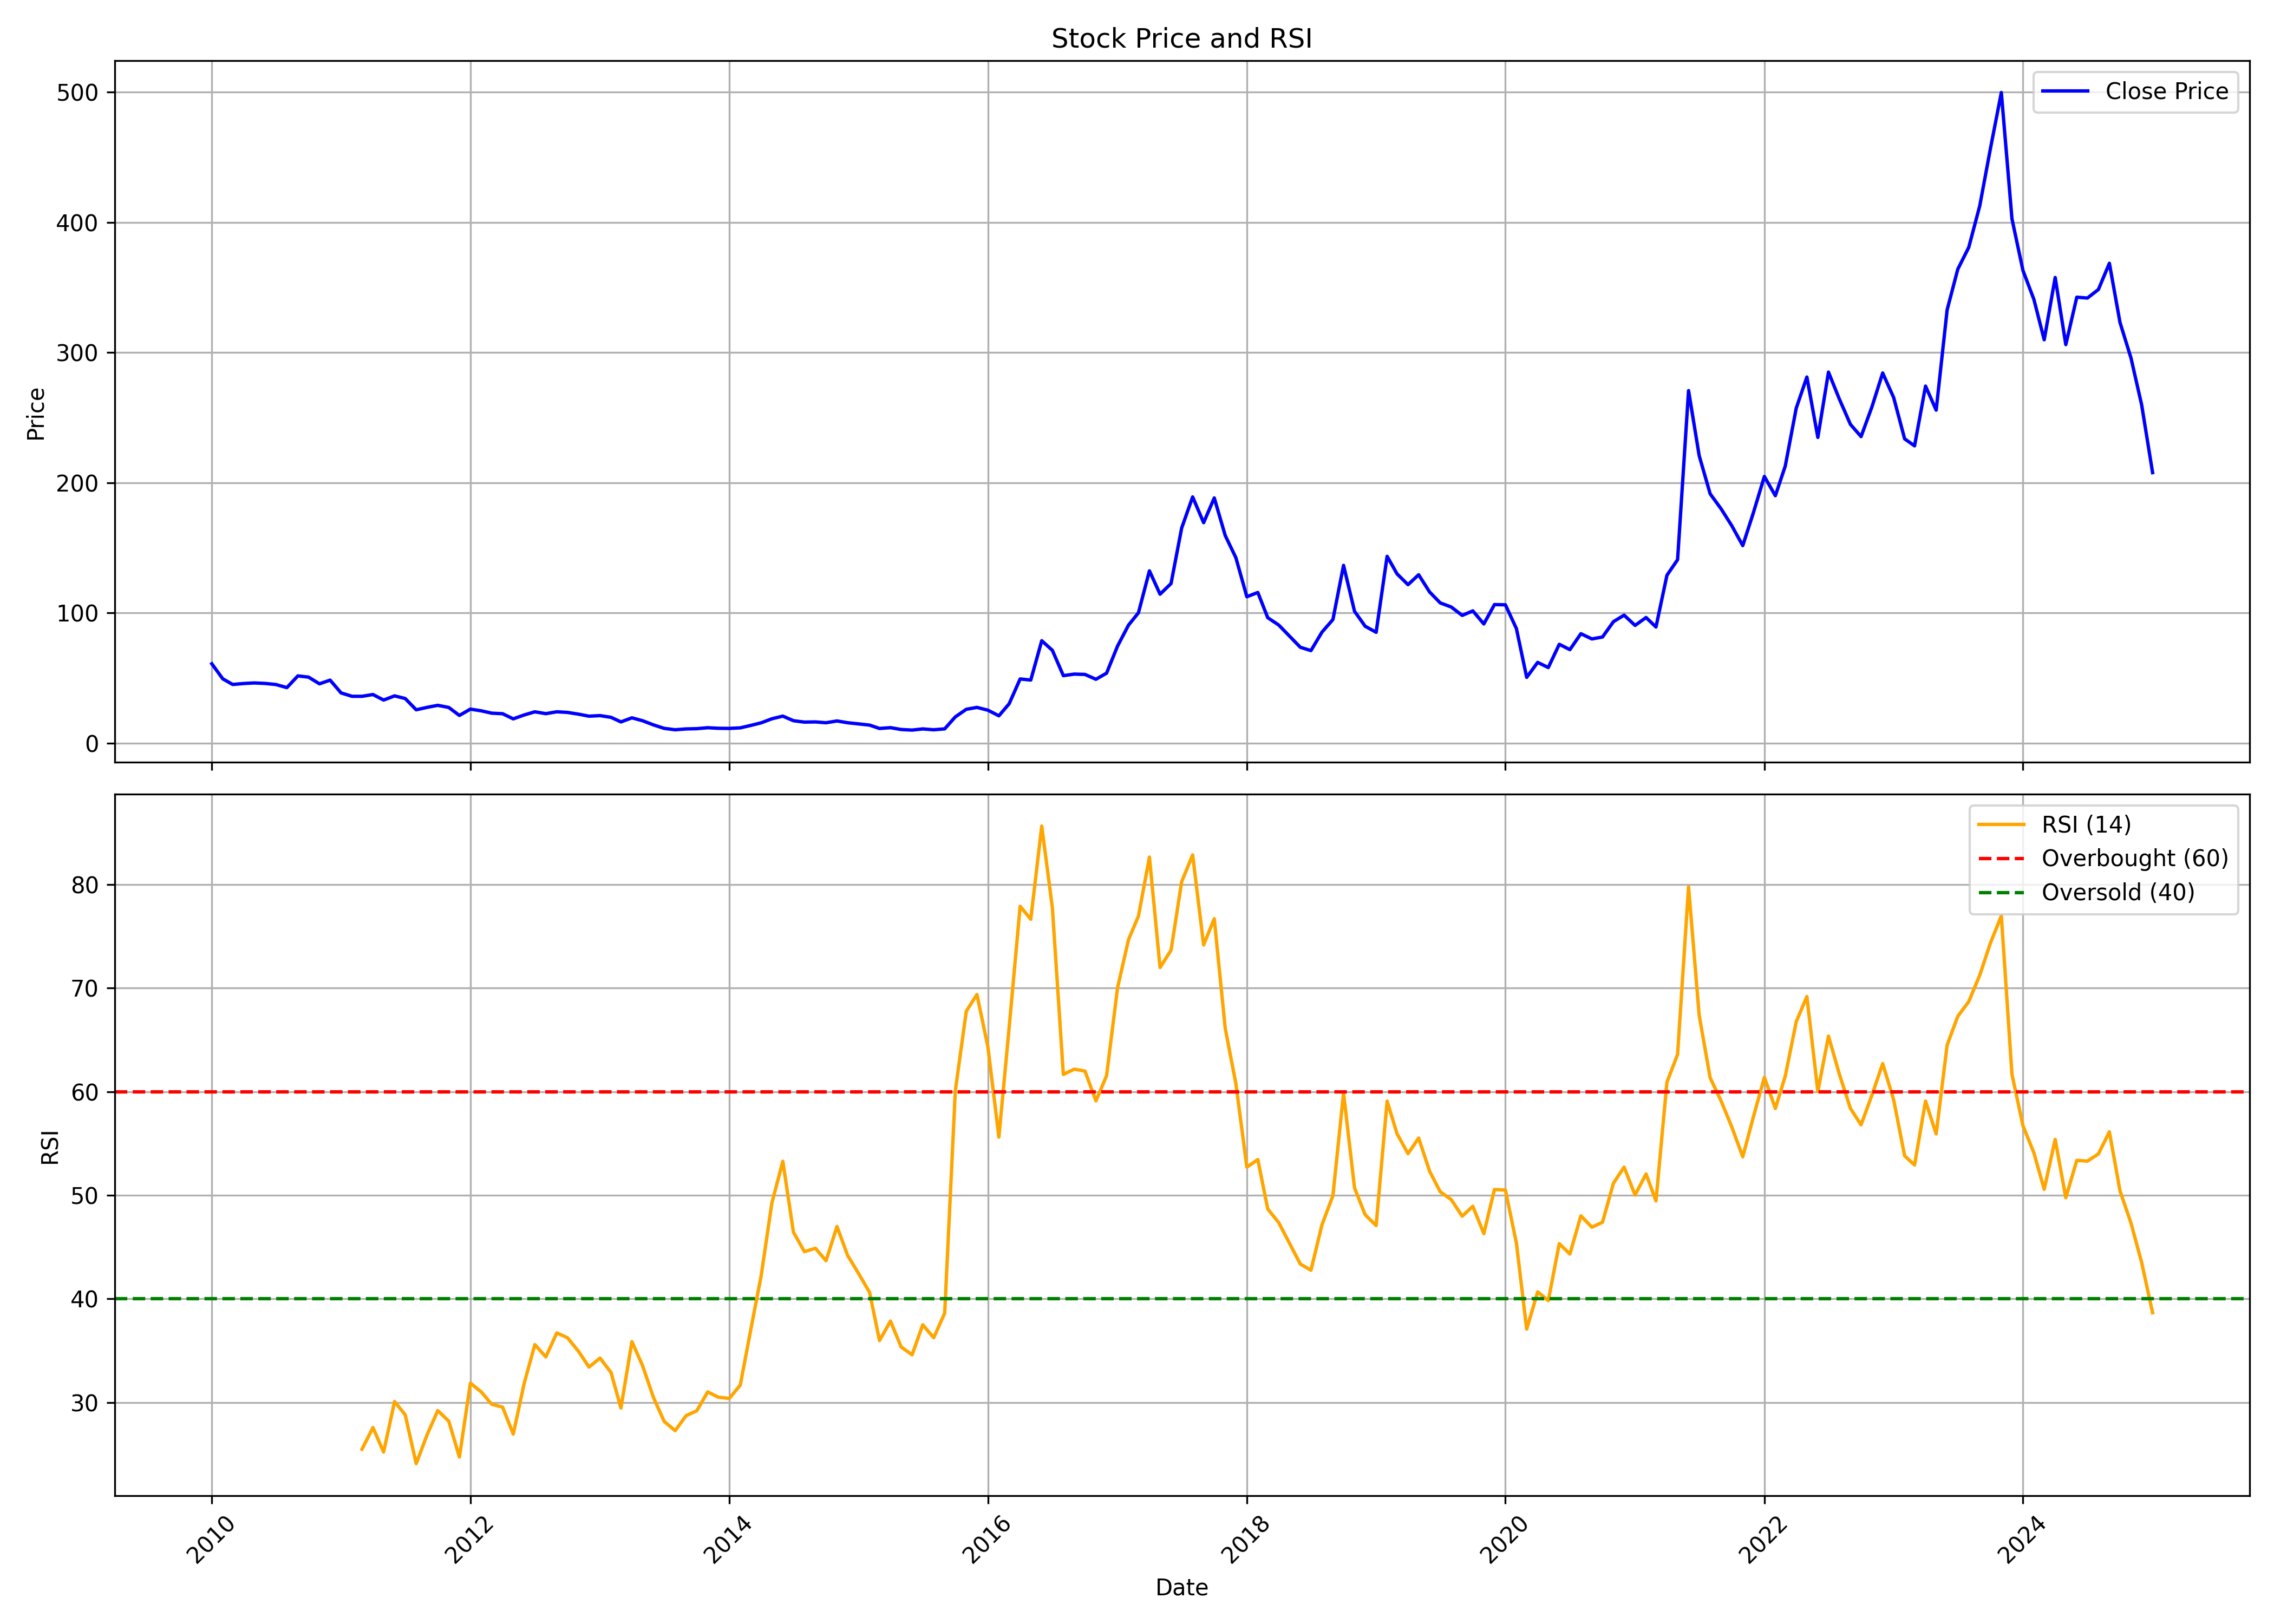 Stock Price and RSI
500
400
300
200
100
0
Price
Close Price
80
70
60
50
40
30
RSI
RSI (14)
Overbought (60)
Oversold (40)
2010
2012
2014
2016
2018
2020
2022
2024
Date